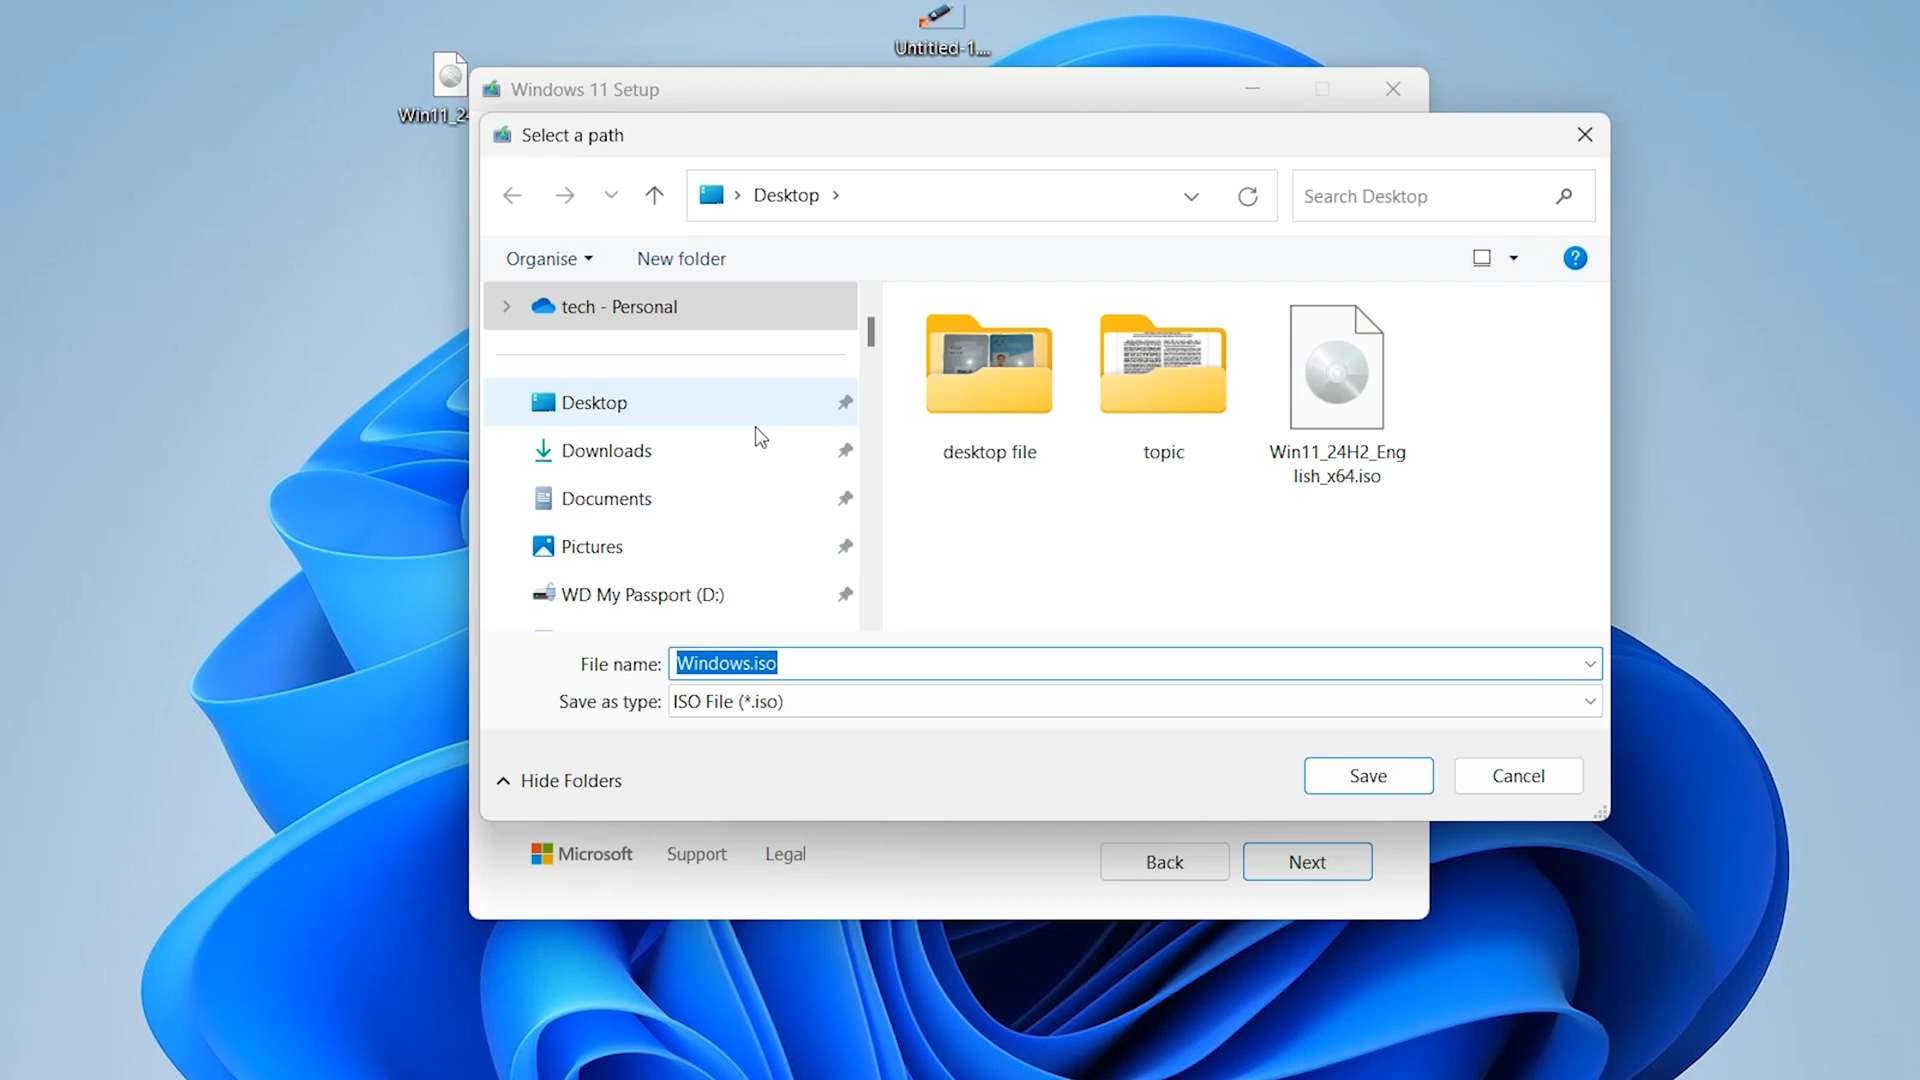 Untitled-1....
Win11_2
Windows 11 Setup
Select a path
Desktop
Search Desktop
Organise
New folder
tech - Personal
Desktop
Downloads
Documents
Pictures
WD My Passport (D:)
desktop file
topic
Win11_24H2_Eng
lish_x64.iso
File name: Windows.iso
Save as type: ISO File (*.iso)
Hide Folders
Save
Cancel
Microsoft
Support
Legal
Back
Next